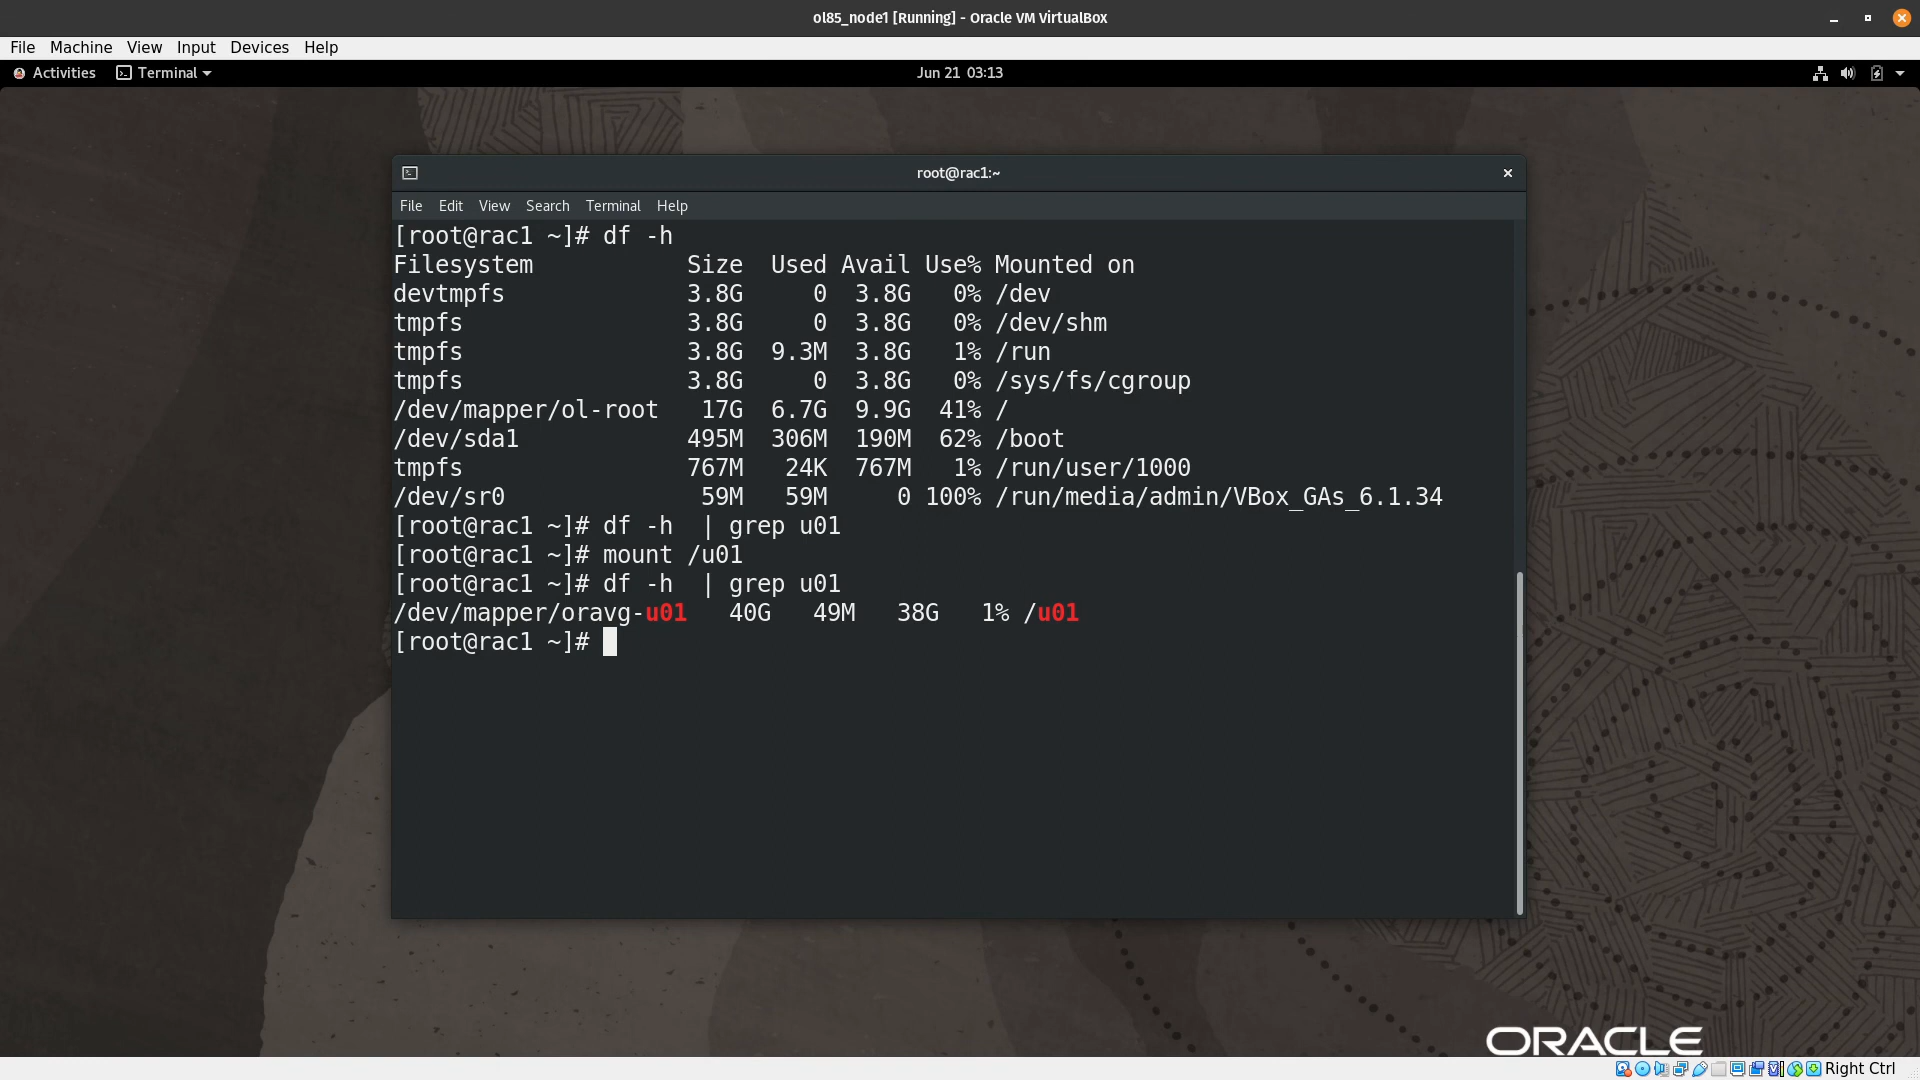 ol85_node1 [Running] - Oracle VM VirtualBox
File Machine View Input Devices Help
Activities Terminal Jun 21 03:13
root@rac1:~
File Edit View Search Terminal Help
[root@rac1 ~]# df -h
Filesystem            Size  Used Avail Use% Mounted on
devtmpfs              3.8G     0  3.8G   0% /dev
tmpfs                 3.8G     0  3.8G   0% /dev/shm
tmpfs                 3.8G  9.3M  3.8G   1% /run
tmpfs                 3.8G     0  3.8G   0% /sys/fs/cgroup
/dev/mapper/ol-root    17G  6.7G  9.9G  41% /
/dev/sda1             495M  306M  190M  62% /boot
tmpfs                 767M   24K  767M   1% /run/user/1000
/dev/sr0               59M   59M     0 100% /run/media/admin/VBox_GAs_6.1.34
[root@rac1 ~]# df -h  | grep u01
[root@rac1 ~]# mount /u01
[root@rac1 ~]# df -h  | grep u01
/dev/mapper/oravg-u01   40G   49M   38G   1% /u01
[root@rac1 ~]#
ORACLE
Right Ctrl